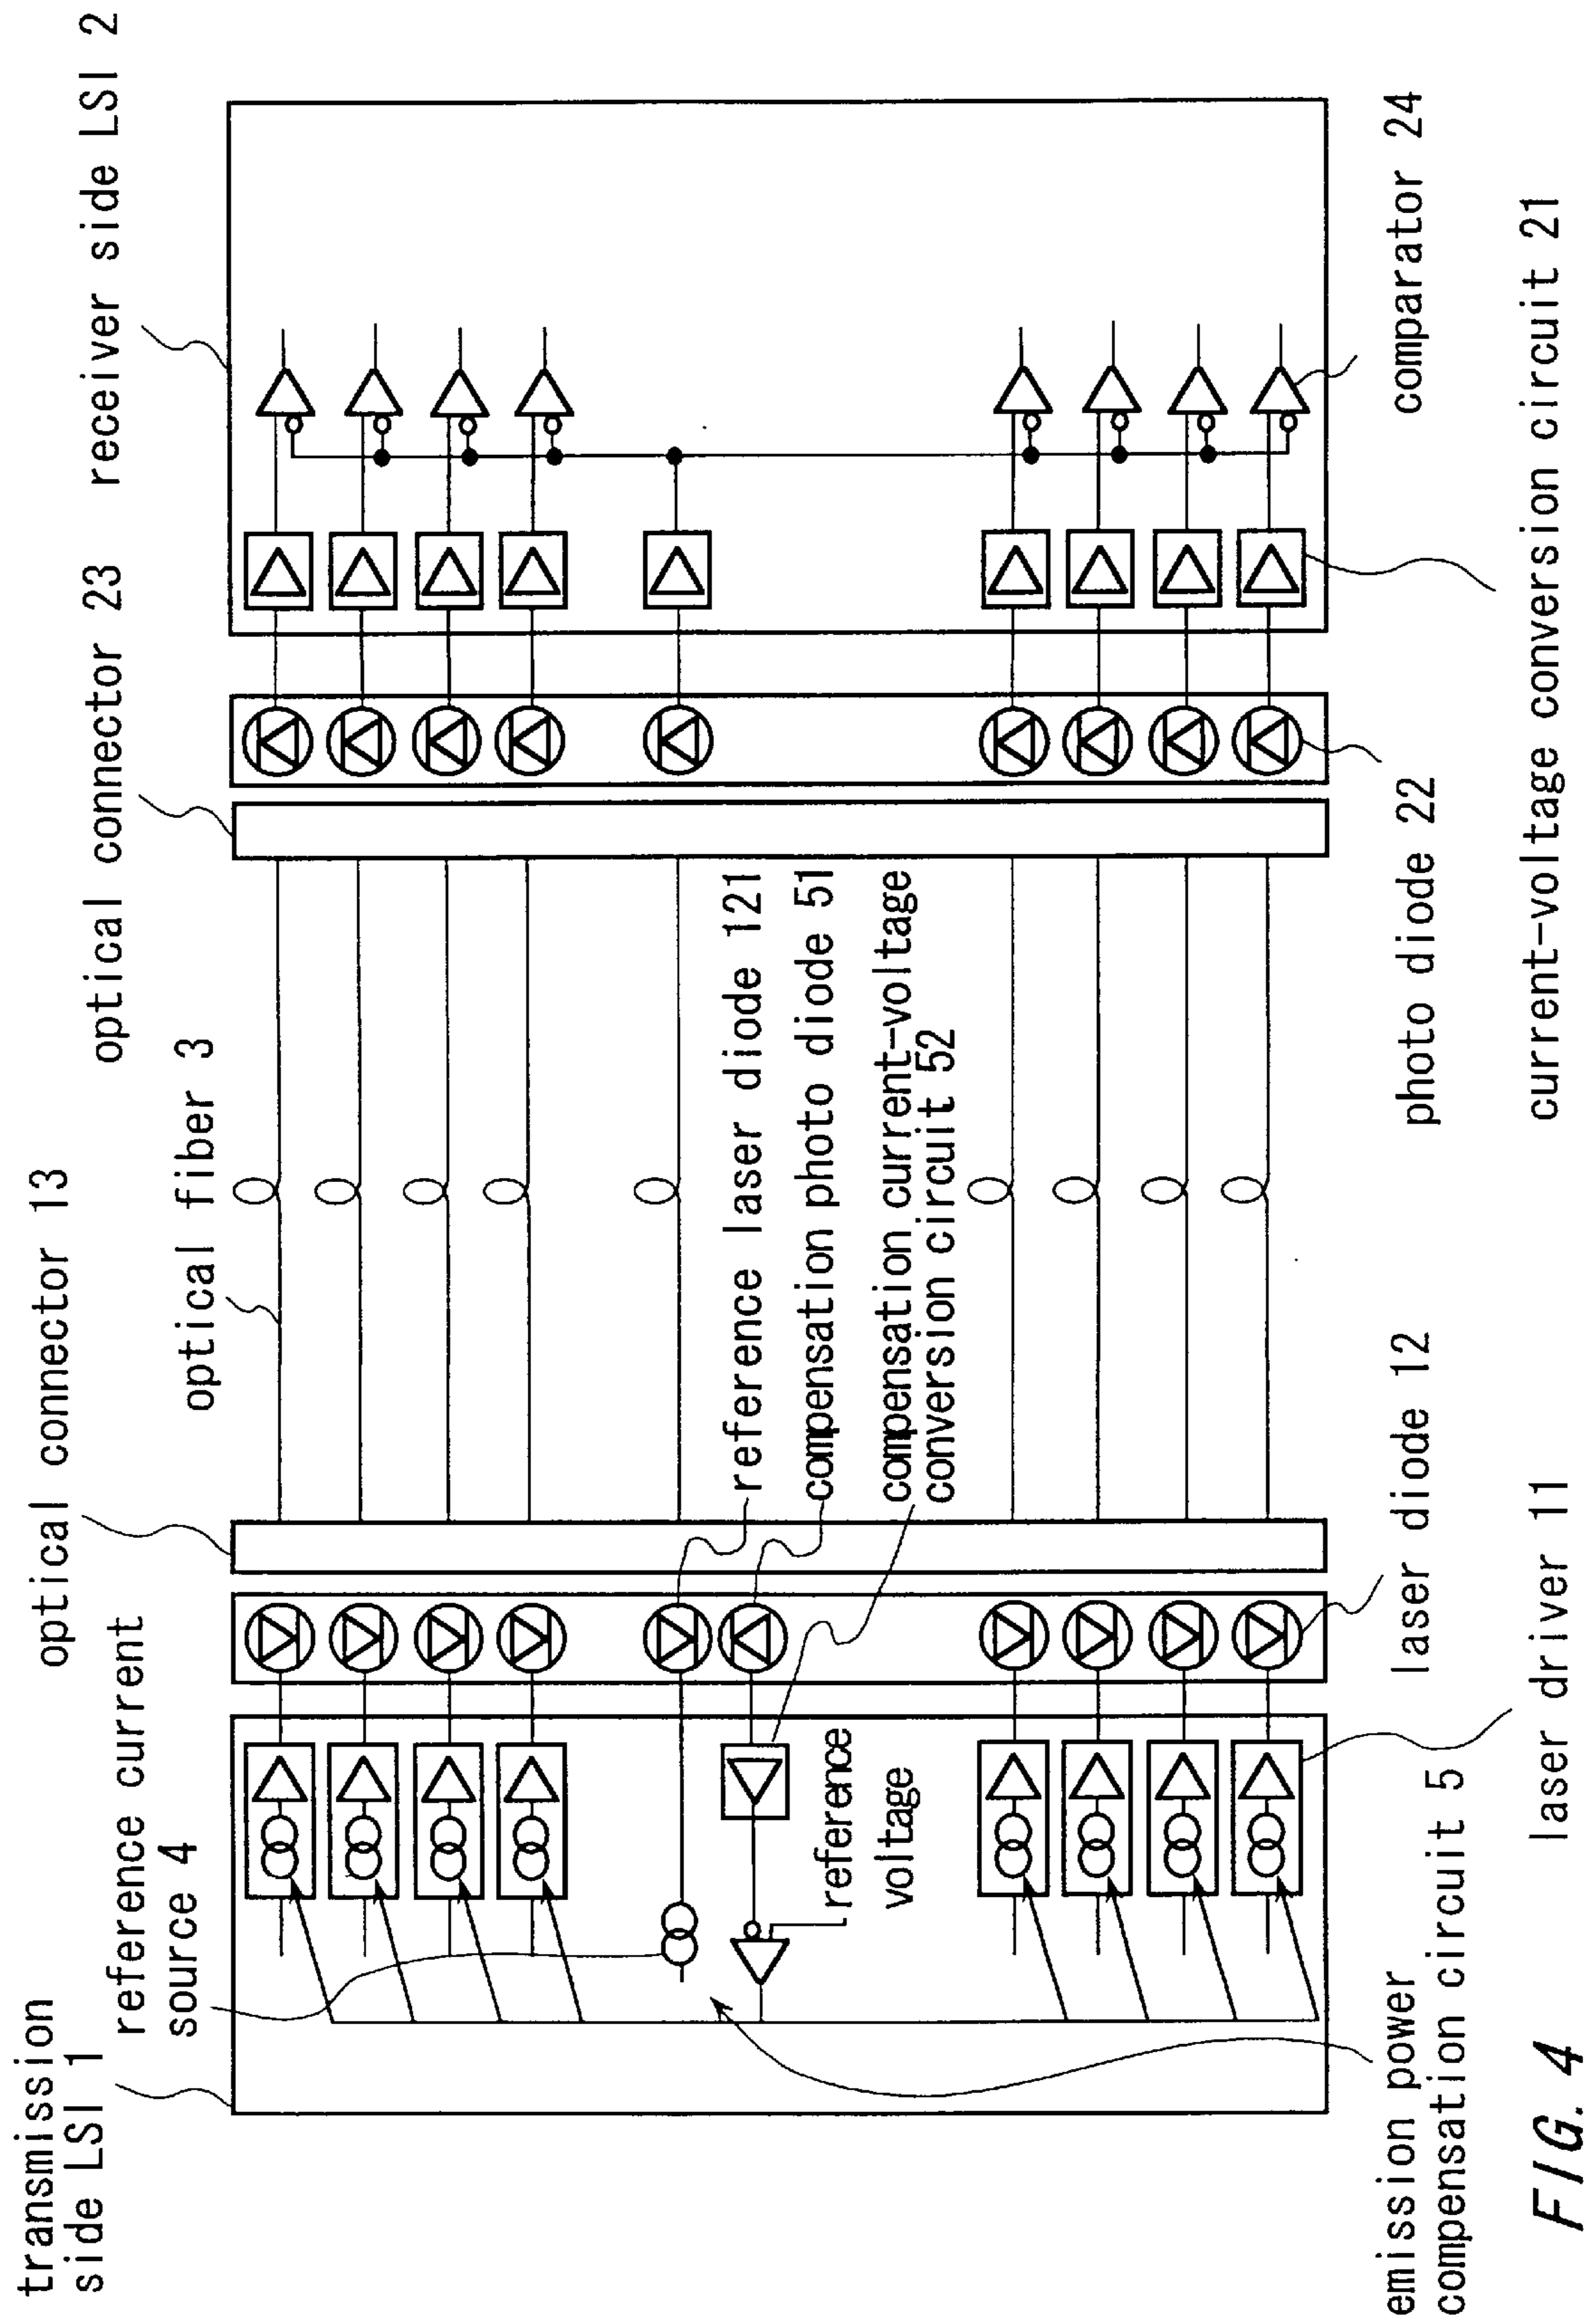 transmission
side LSI 1
reference current
source 4
optical connector 13
optical fiber 3
optical connector 23
receiver side LSI 2
reference laser diode 121
compensation photo diode 51
compensation current-voltage
conversion circuit 52
reference
voltage
emission power
compensation circuit 5
laser driver 11
laser diode 12
photo diode 22
current-voltage conversion circuit 21
comparator 24
FIG. 4